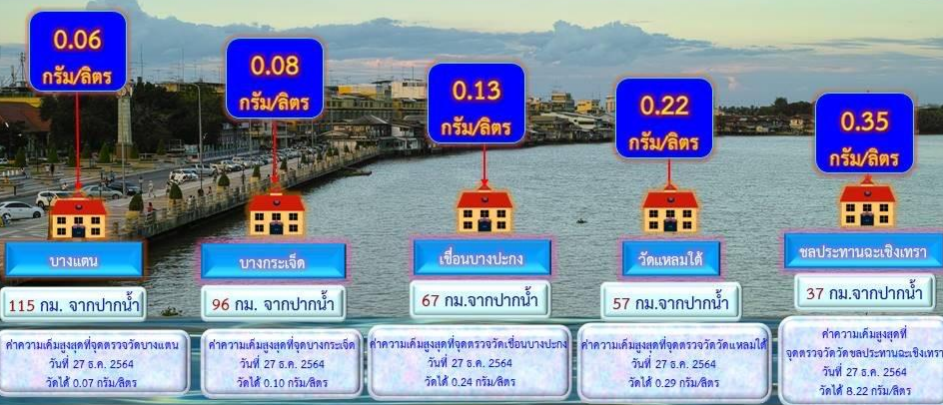 0.06
กรัม/ลิตร
บางแตน
115 กม. จากปากน้ำ
ค่าความเค็มสูงสุดที่จุดตรวจวัดบางแตน
วันที่ 27 ธ.ค. 2564
วัดได้ 0.07 กรัม/ลิตร
0.08
กรัม/ลิตร
บางกระเจ็ด
96 กม. จากปากน้ำ
ค่าความเค็มสูงสุดที่จุดบางกระเจ็ด
วันที่ 27 ธ.ค. 2564
วัดได้ 0.10 กรัม/ลิตร
0.13
กรัม/ลิตร
เขื่อนบางปะกง
67 กม.จากปากน้ำ
ค่าความเค็มสูงสุดที่จุดตรวจวัดเขื่อนบางปะกง
วันที่ 27 ธ.ค. 2564
วัดได้ 0.24 กรัม/ลิตร
0.22
กรัม/ลิตร
วัดแหลมใต้
57 กม.จากปากน้ำ
ค่าความเค็มสูงสุดที่จุดตรวจวัดวัดแหลมใต้
วันที่ 27 ธ.ค. 2564
วัดได้ 0.29 กรัม/ลิตร
0.35
กรัม/ลิตร
ชลประทานฉะเชิงเทรา
37 กม.จากปากน้ำ
ค่าความเค็มสูงสุดที่
จุดตรวจวัดวัดชลประทานฉะเชิงเทรา
วันที่ 27 ธ.ค. 2564
วัดได้ 8.22 กรัม/ลิตร